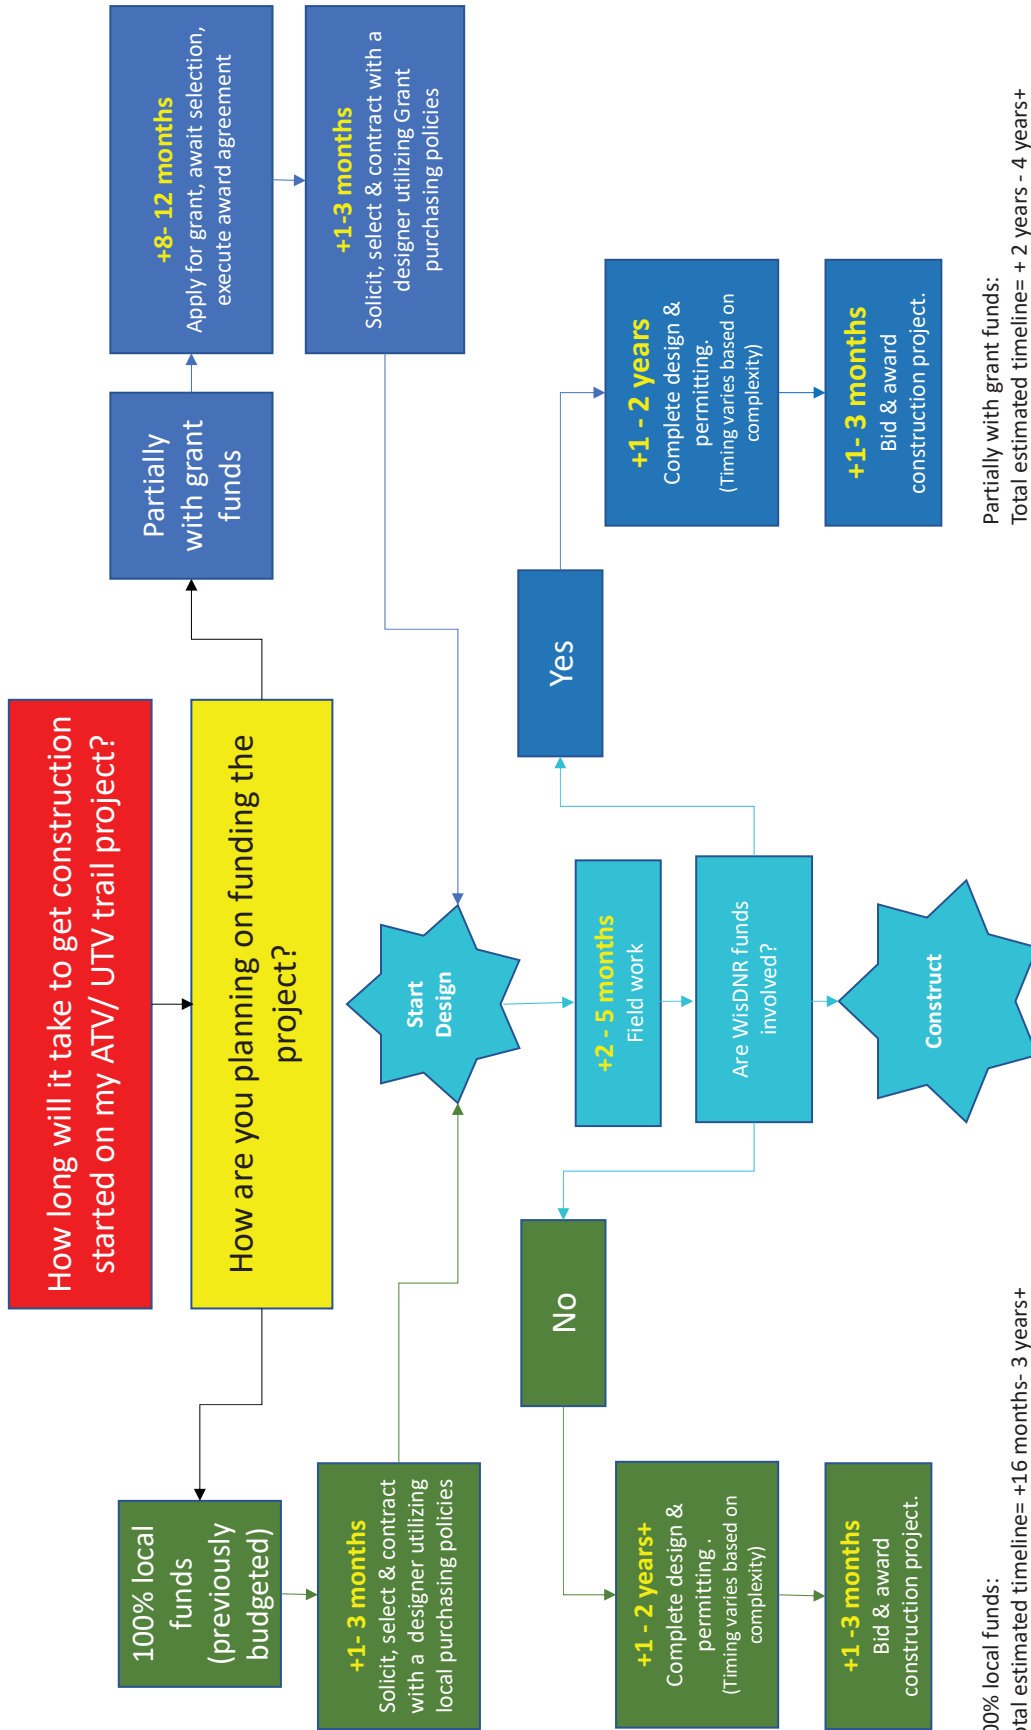 How long will it take to get construction
started on my ATV/ UTV trail project?
How are you planning on funding the
project?
100% local
funds
(previously
budgeted)
+1- 3 months
Solicit, select & contract
with a designer utilizing
local purchasing policies
Partially
with grant
funds
+8- 12 months
Apply for grant, await selection,
execute award agreement
+1-3 months
Solicit, select & contract with a
designer utilizing Grant
purchasing policies
Start
Design
+2 - 5 months
Field work
Are WisDNR funds
involved?
No
+1 - 2 years+
Complete design &
permitting .
(Timing varies based on
complexity)
+1 -3 months
Bid & award
construction project.
Yes
+1 - 2 years
Complete design &
permitting.
(Timing varies based on
complexity)
+1- 3 months
Bid & award
construction project.
Construct
00% local funds:
otal estimated timeline= +16 months- 3 years+
Partially with grant funds:
Total estimated timeline= + 2 years - 4 years+